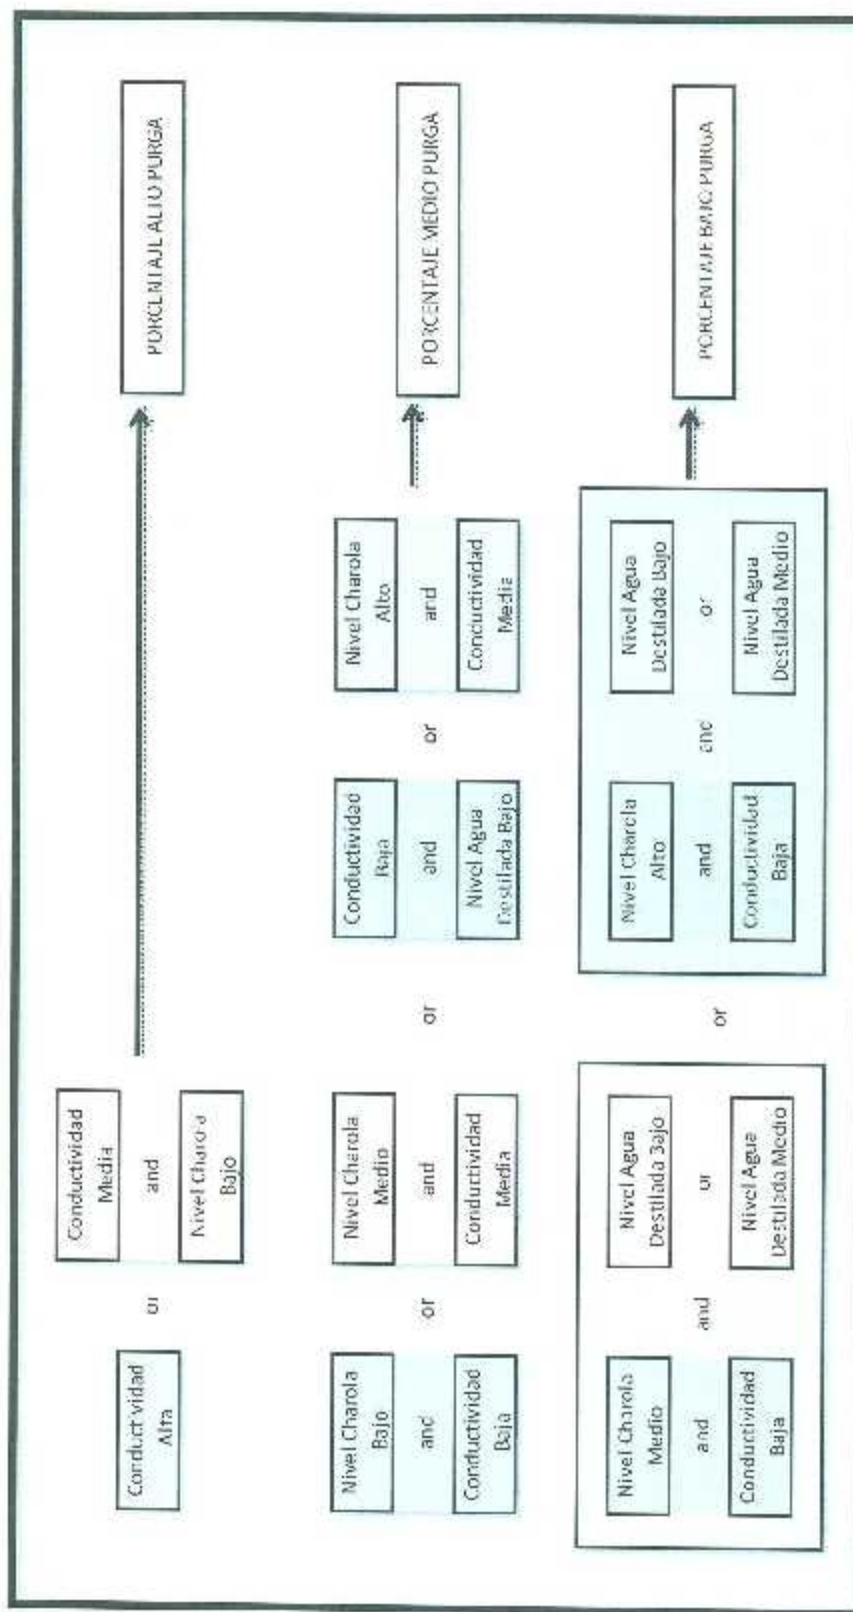 Conductividad
Alta
or
Conductividad
Media
and
Nivel Charola
Bajo
PORCENTAJE ALTO PURGA
Nivel Charola
Bajo
and
Conductividad
Baja
or
Nivel Charola
Medio
and
Conductividad
Media
or
Conductividad
Baja
and
Nivel Agua
Destilada Bajo
or
Nivel Charola
Alto
and
Conductividad
Media
PORCENTAJE MEDIO PURGA
Nivel Charola
Medio
and
Conductividad
Baja
and
Nivel Agua
Destilada Bajo
or
Nivel Agua
Destilada Medio
or
Nivel Charola
Alto
and
Conductividad
Baja
and
Nivel Agua
Destilada Bajo
or
Nivel Agua
Destilada Medio
PORCENTAJE BAJO PURGA